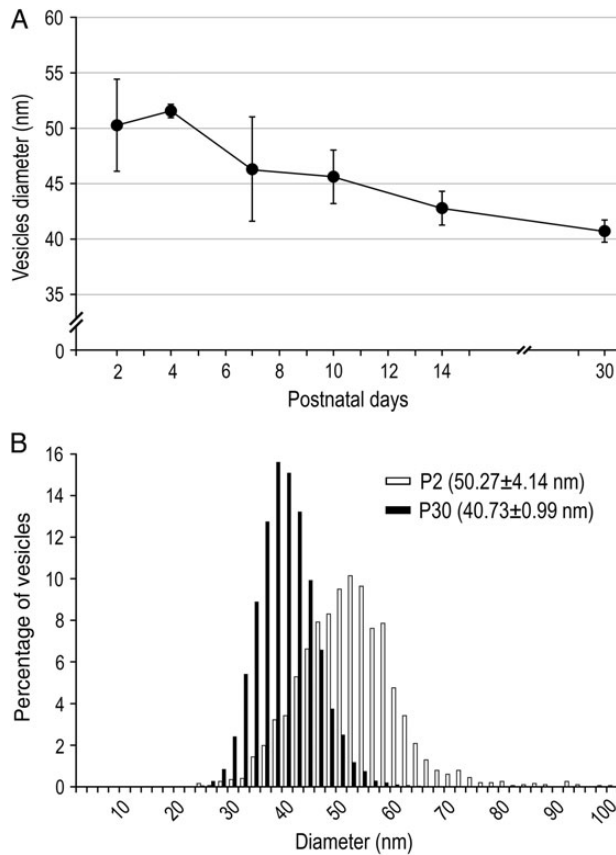 A
Vesicles diameter (nm)
60
55
50
45
40
35
0
2 4 6 8 10 12 14 30
Postnatal days
B
Percentage of vesicles
16
14
12
10
8
6
4
2
0
P2 (50.27±4.14 nm)
P30 (40.73±0.99 nm)
10 20 30 40 50 60 70 80 90 100
Diameter (nm)